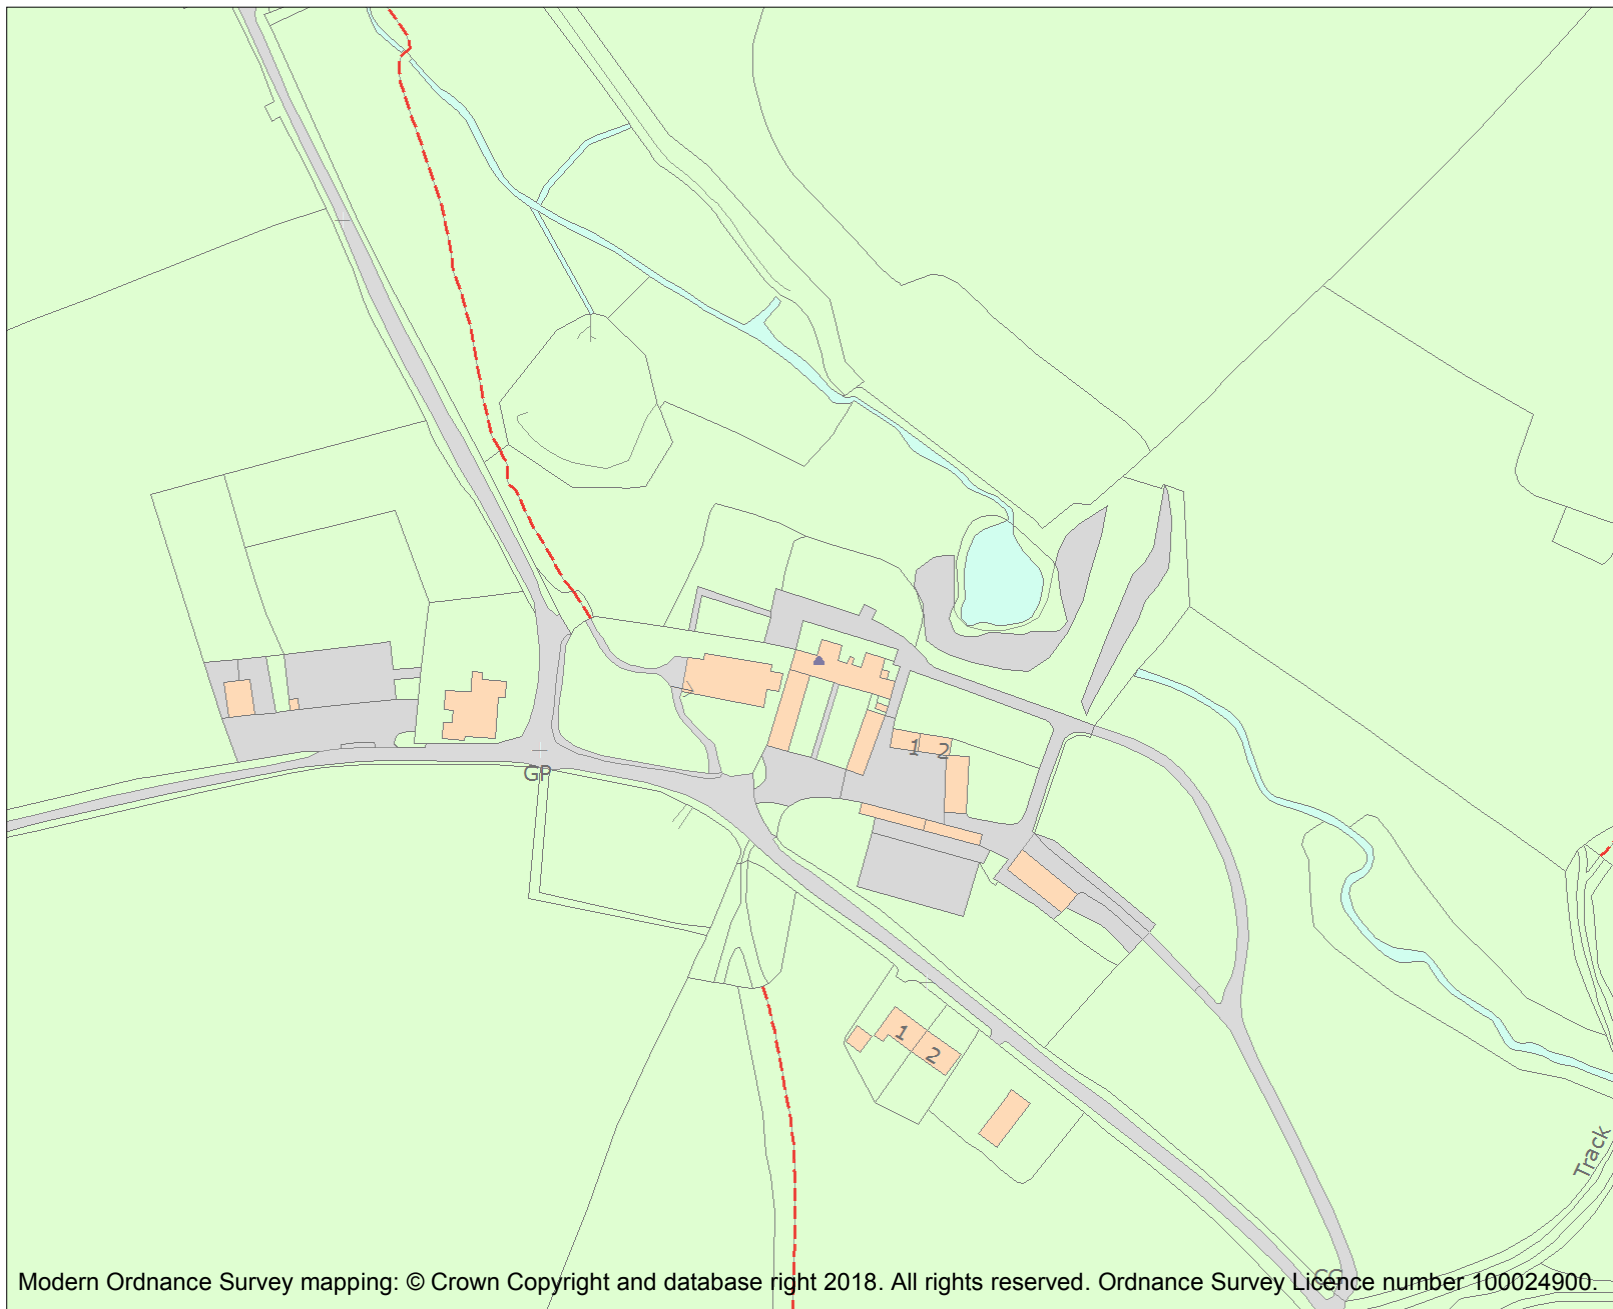 1 2
GP
1
2
Track
CG
Modern Ordnance Survey mapping: © Crown Copyright and database right 2018. All rights reserved. Ordnance Survey Licence number 100024900.